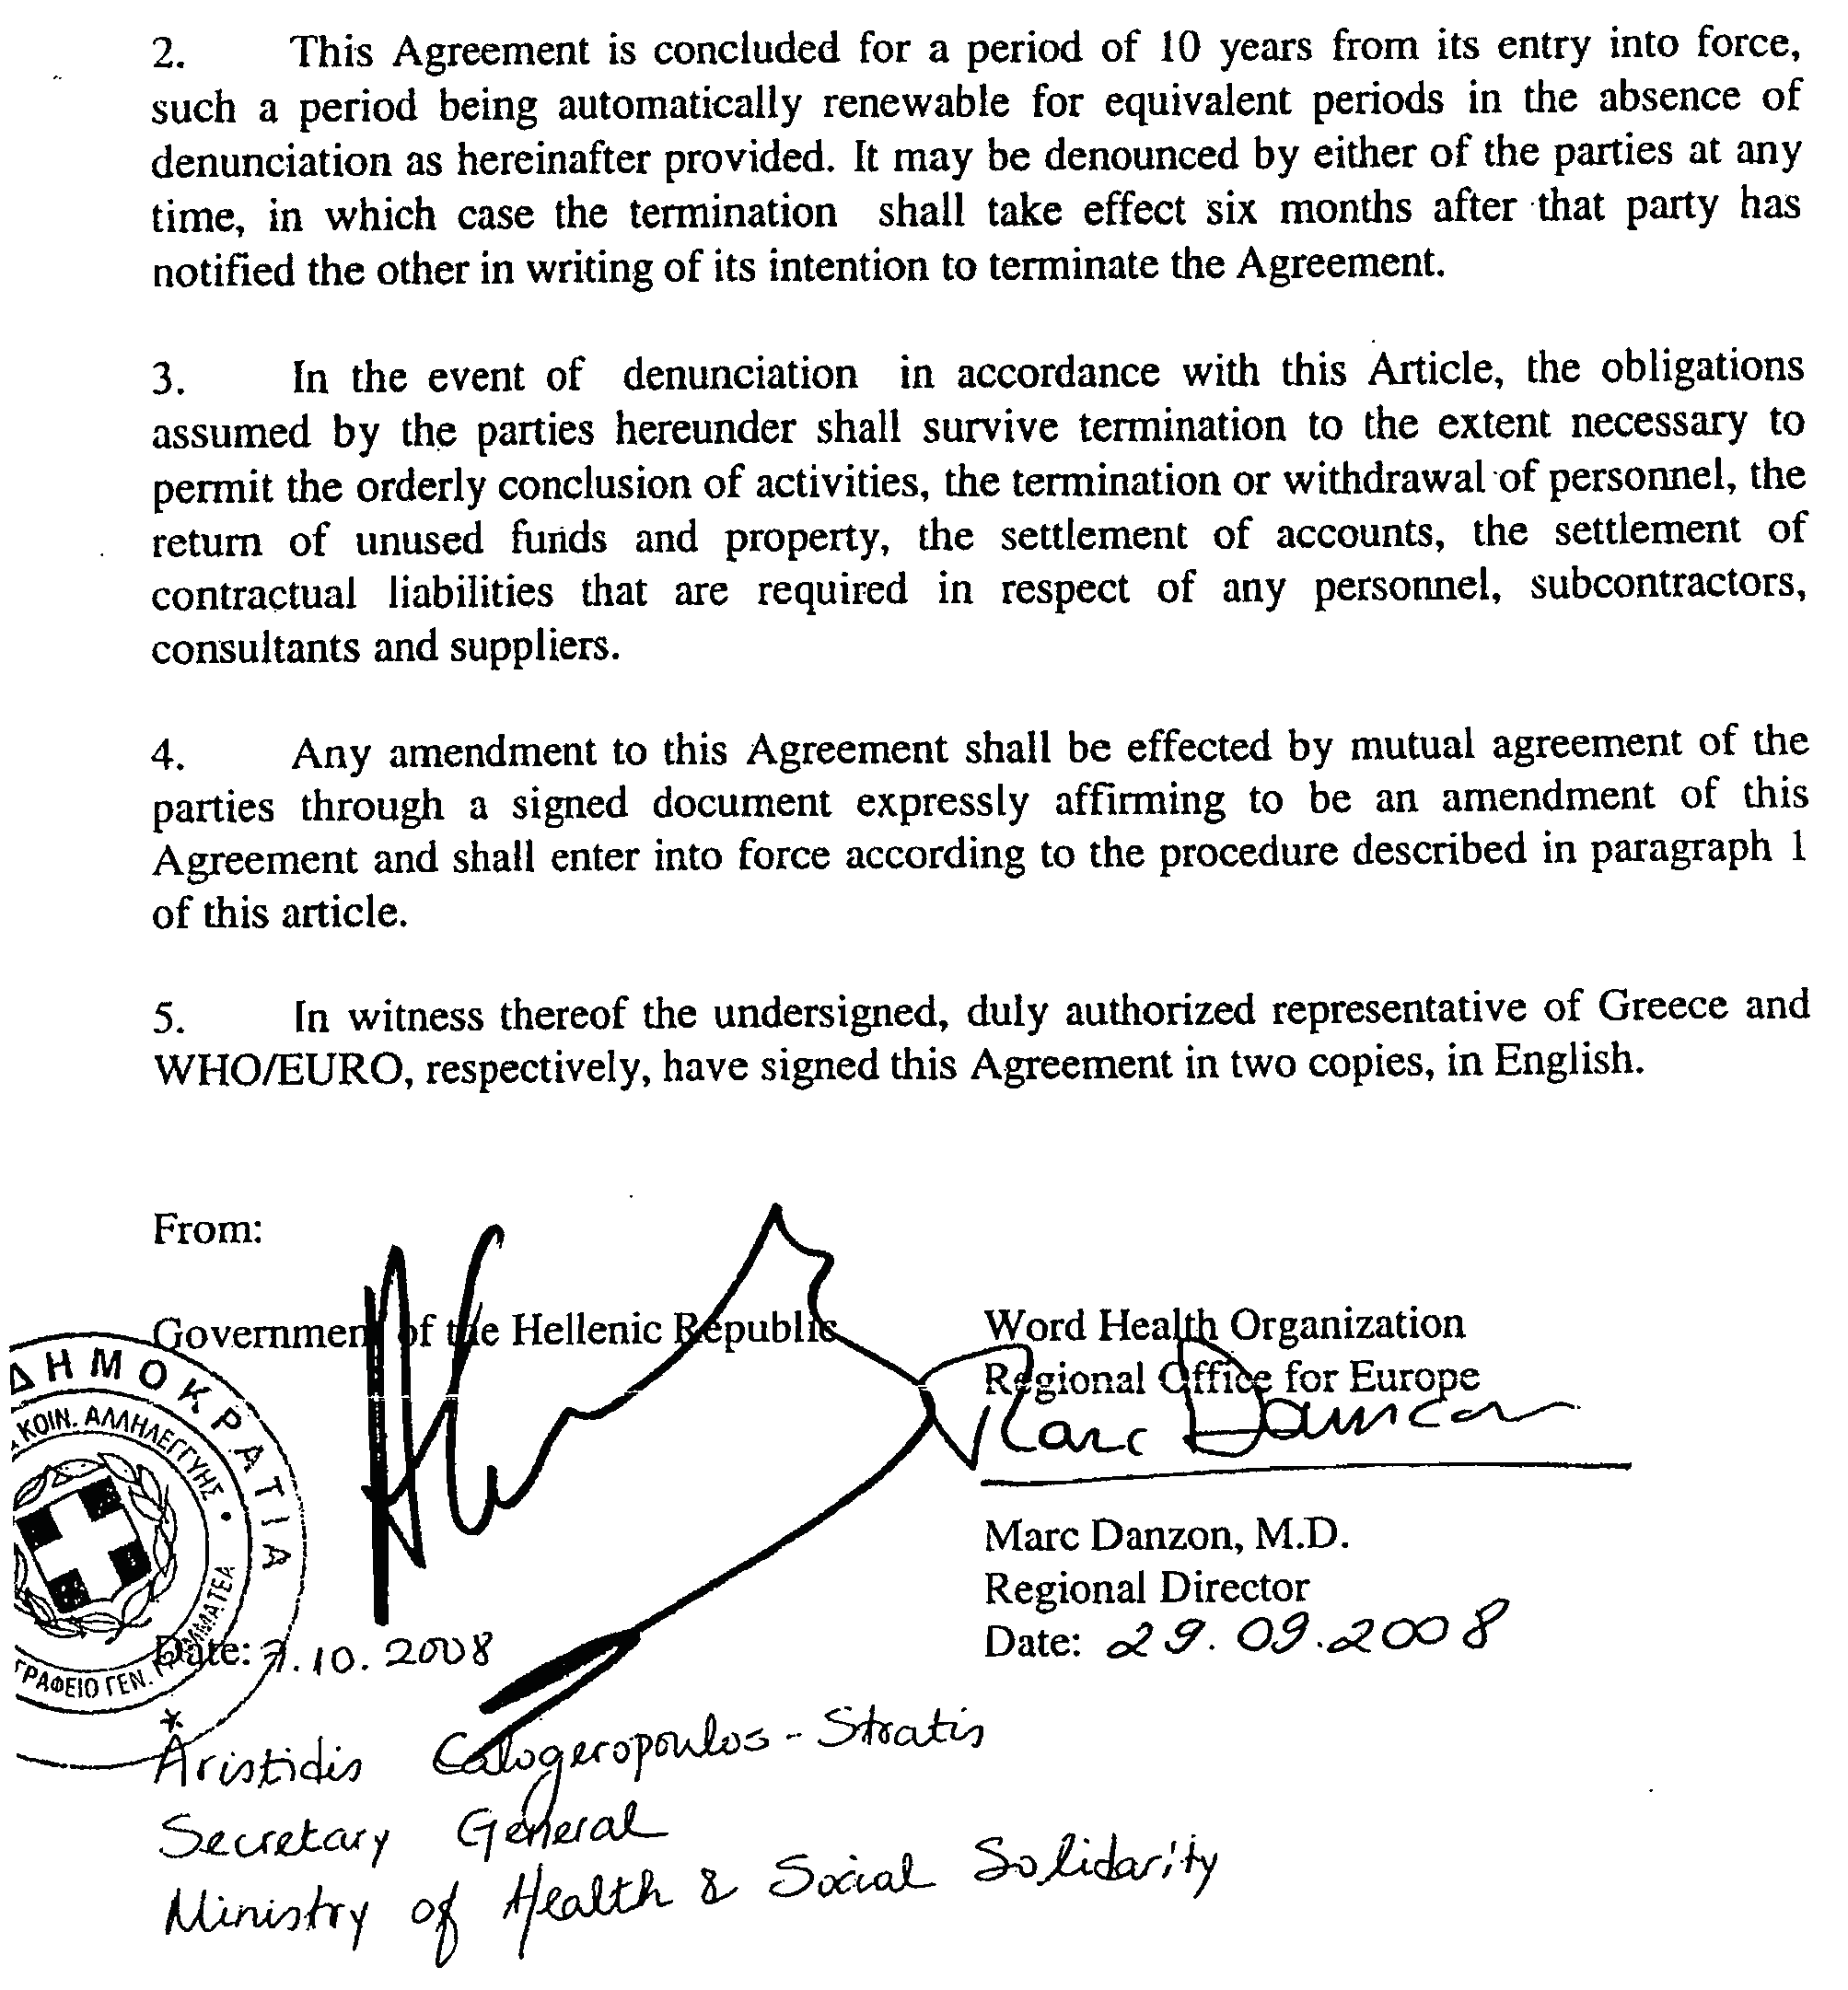 2. This Agreement is concluded for a period of 10 years from its entry into force,
such a period being automatically renewable for equivalent periods in the absence of
denunciation as hereinafter provided. It may be denounced by either of the parties at any
time, in which case the termination shall take effect six months after that party has
notified the other in writing of its intention to terminate the Agreement.
3. In the event of denunciation in accordance with this Article, the obligations
assumed by the parties hereunder shall survive termination to the extent necessary to
permit the orderly conclusion of activities, the termination or withdrawal of personnel, the
return of unused funds and property, the settlement of accounts, the settlement of
contractual liabilities that are required in respect of any personnel, subcontractors,
consultants and suppliers.
4. Any amendment to this Agreement shall be effected by mutual agreement of the
parties through a signed document expressly affirming to be an amendment of this
Agreement and shall enter into force according to the procedure described in paragraph 1
of this article.
5. In witness thereof the undersigned, duly authorized representative of Greece and
WHO/EURO, respectively, have signed this Agreement in two copies, in English.
From:
Government of the Hellenic Republic
Word Health Organization
Regional Office for Europe
Marc Danzon
Marc Danzon, M.D.
Regional Director
Date: 29.09.2008
ΔΗΜΟΚΡΑΤΙΑ
ΚΟΙΝ. ΑΛΛΗΛΕΓΓΥΗΣ
ΓΡΑΦΕΙΟ ΓΕΝ. ΓΡΑΜΜΑΤΕΑ
Date: 7.10.2008
Aristidis Calogeropoulos - Stratis
Secretary General
Ministry of Health & Social Solidarity